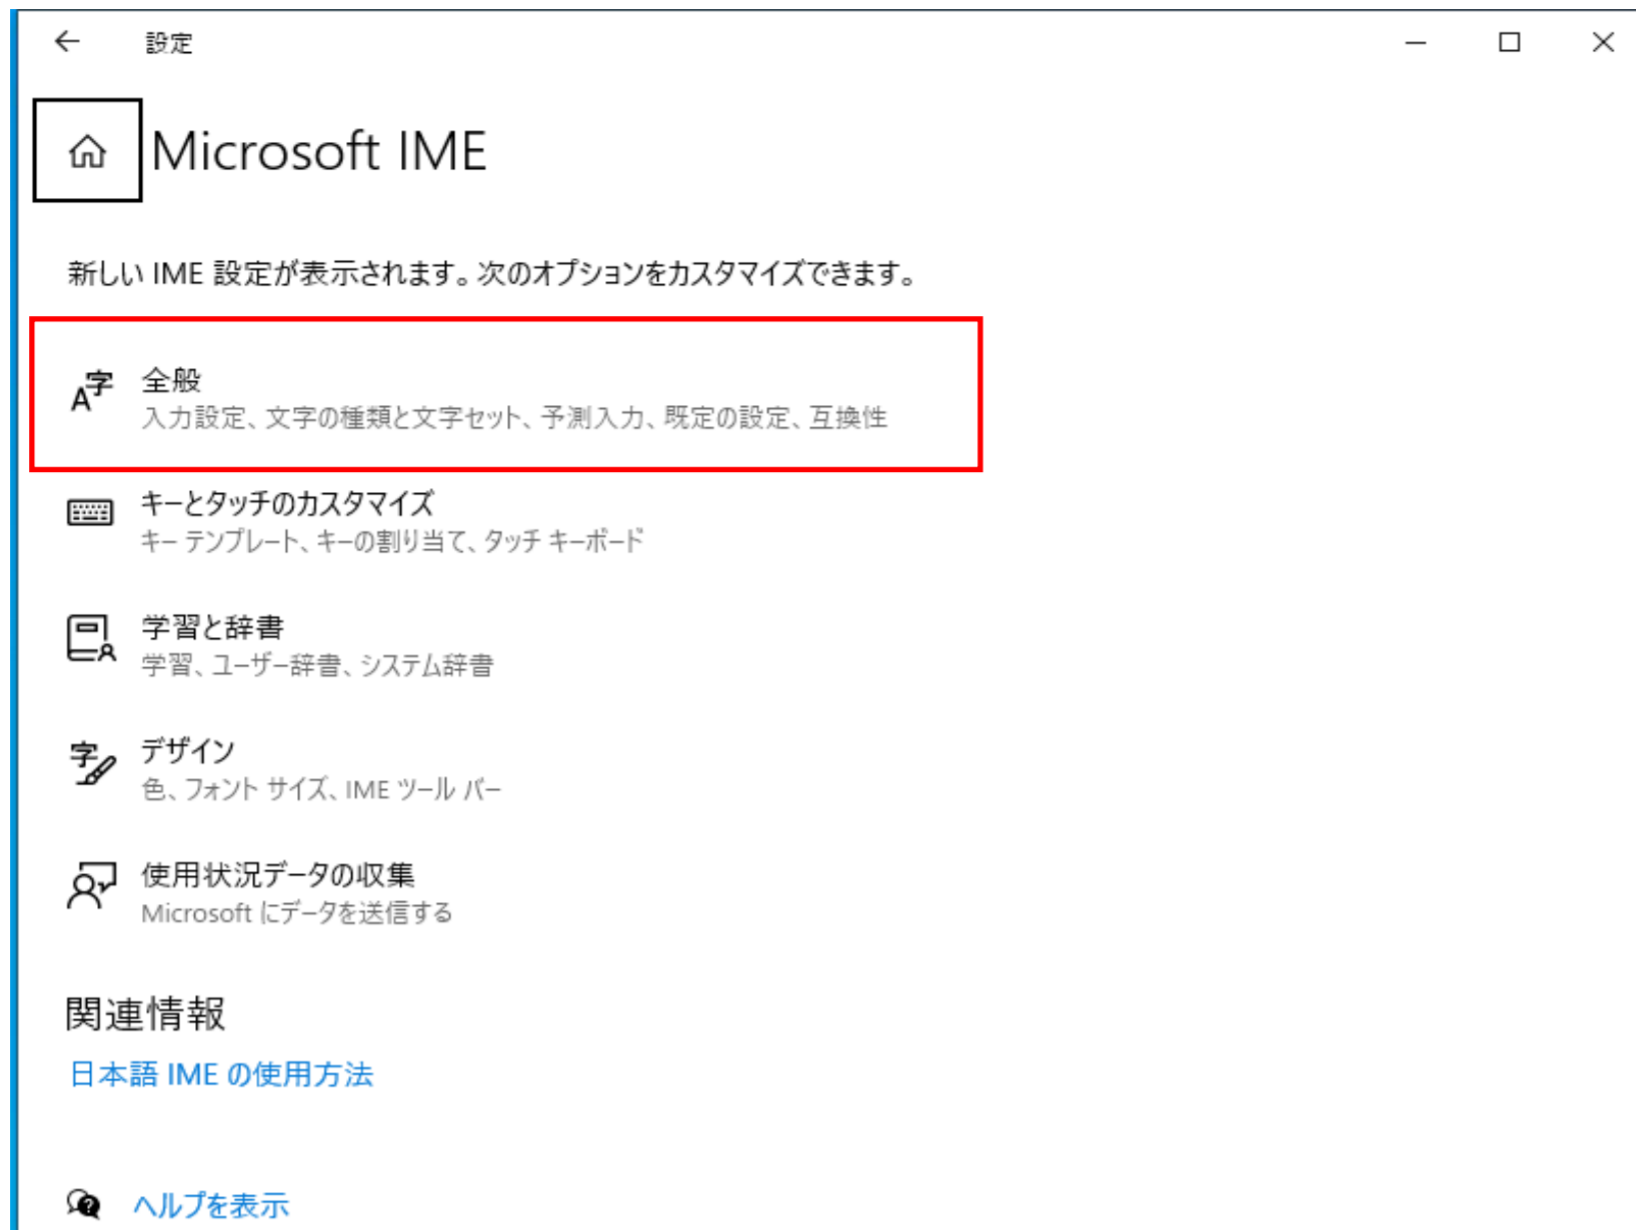 設定
Microsoft IME
新しい IME 設定が表示されます。次のオプションをカスタマイズできます。
全般
入力設定、文字の種類と文字セット、予測入力、既定の設定、互換性
キーとタッチのカスタマイズ
キー テンプレート、キーの割り当て、タッチ キーボード
学習と辞書
学習、ユーザー辞書、システム辞書
デザイン
色、フォント サイズ、IME ツール バー
使用状況データの収集
Microsoft にデータを送信する
関連情報
日本語 IME の使用方法
ヘルプを表示